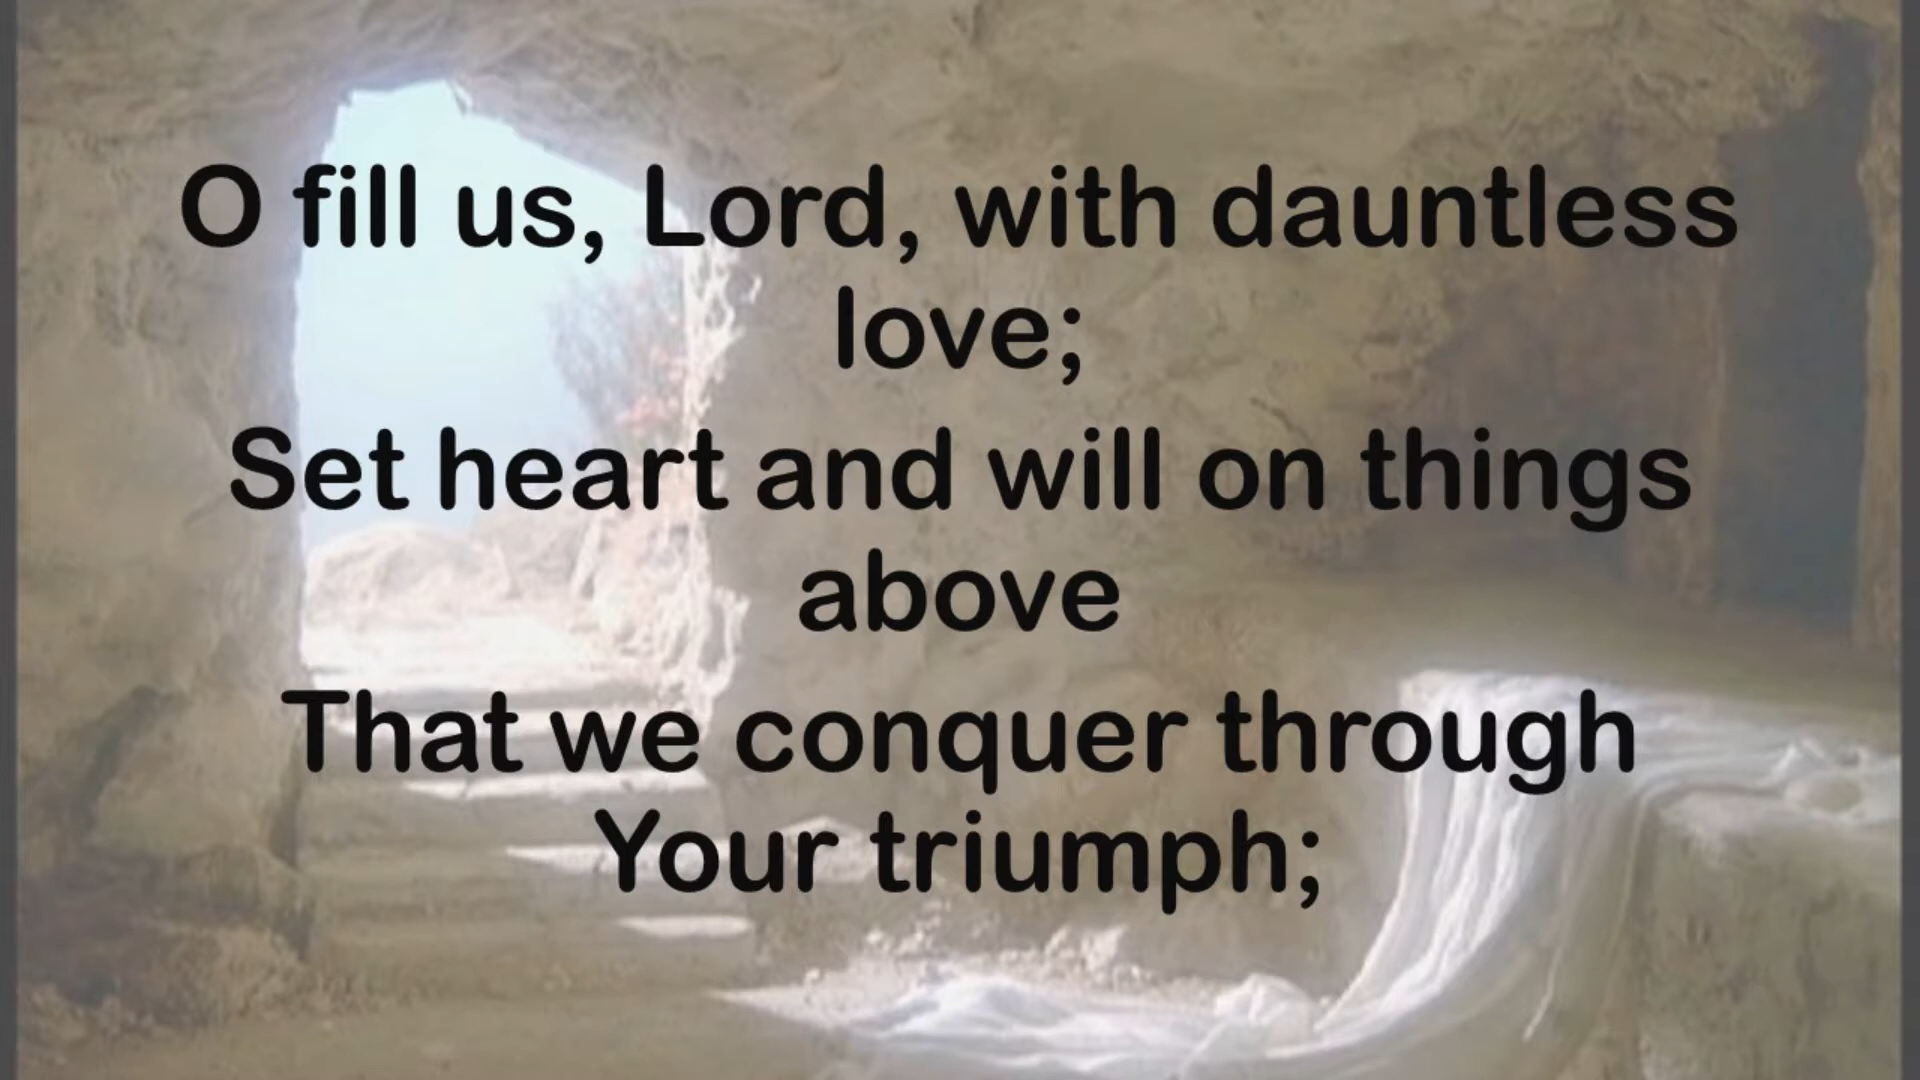 O fill us, Lord, with dauntless
love;
Set heart and will on things
above
That we conquer through
Your triumph;